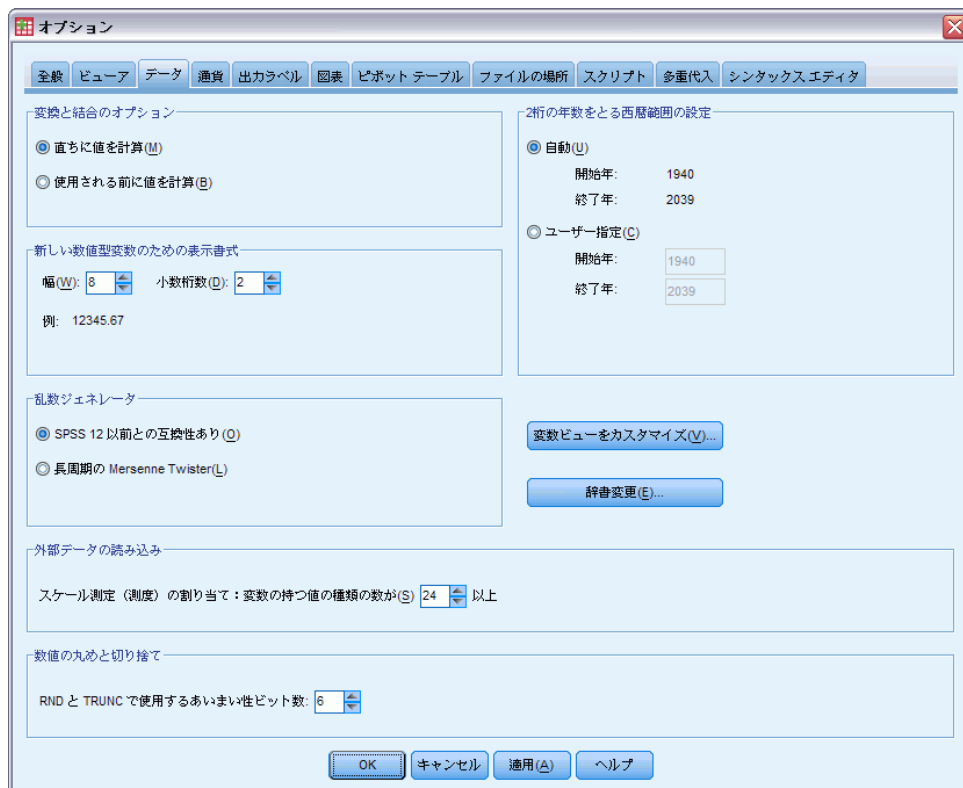 オプション
全般 ビューア データ 通貨 出力ラベル 図表 ピボット テーブル ファイルの場所 スクリプト 多重代入 シンタックス エディタ
変換と結合のオプション
直ちに値を計算(M)
使用される前に値を計算(B)
新しい数値型変数のための表示書式
幅(W): 8 小数桁数(D): 2
例: 12345.67
乱数ジェネレータ
SPSS 12 以前との互換性あり(O)
長周期の Mersenne Twister(L)
2桁の年数をとる西暦範囲の設定
自動(U)
開始年: 1940
終了年: 2039
ユーザー指定(C)
開始年: 1940
終了年: 2039
変数ビューをカスタマイズ(V)...
辞書変更(E)...
外部データの読み込み
スケール測定（測度）の割り当て：変数の持つ値の種類の数が(S) 24 以上
数値の丸めと切り捨て
RND と TRUNC で使用するあいまい性ビット数: 6
OK キャンセル 適用(A) ヘルプ